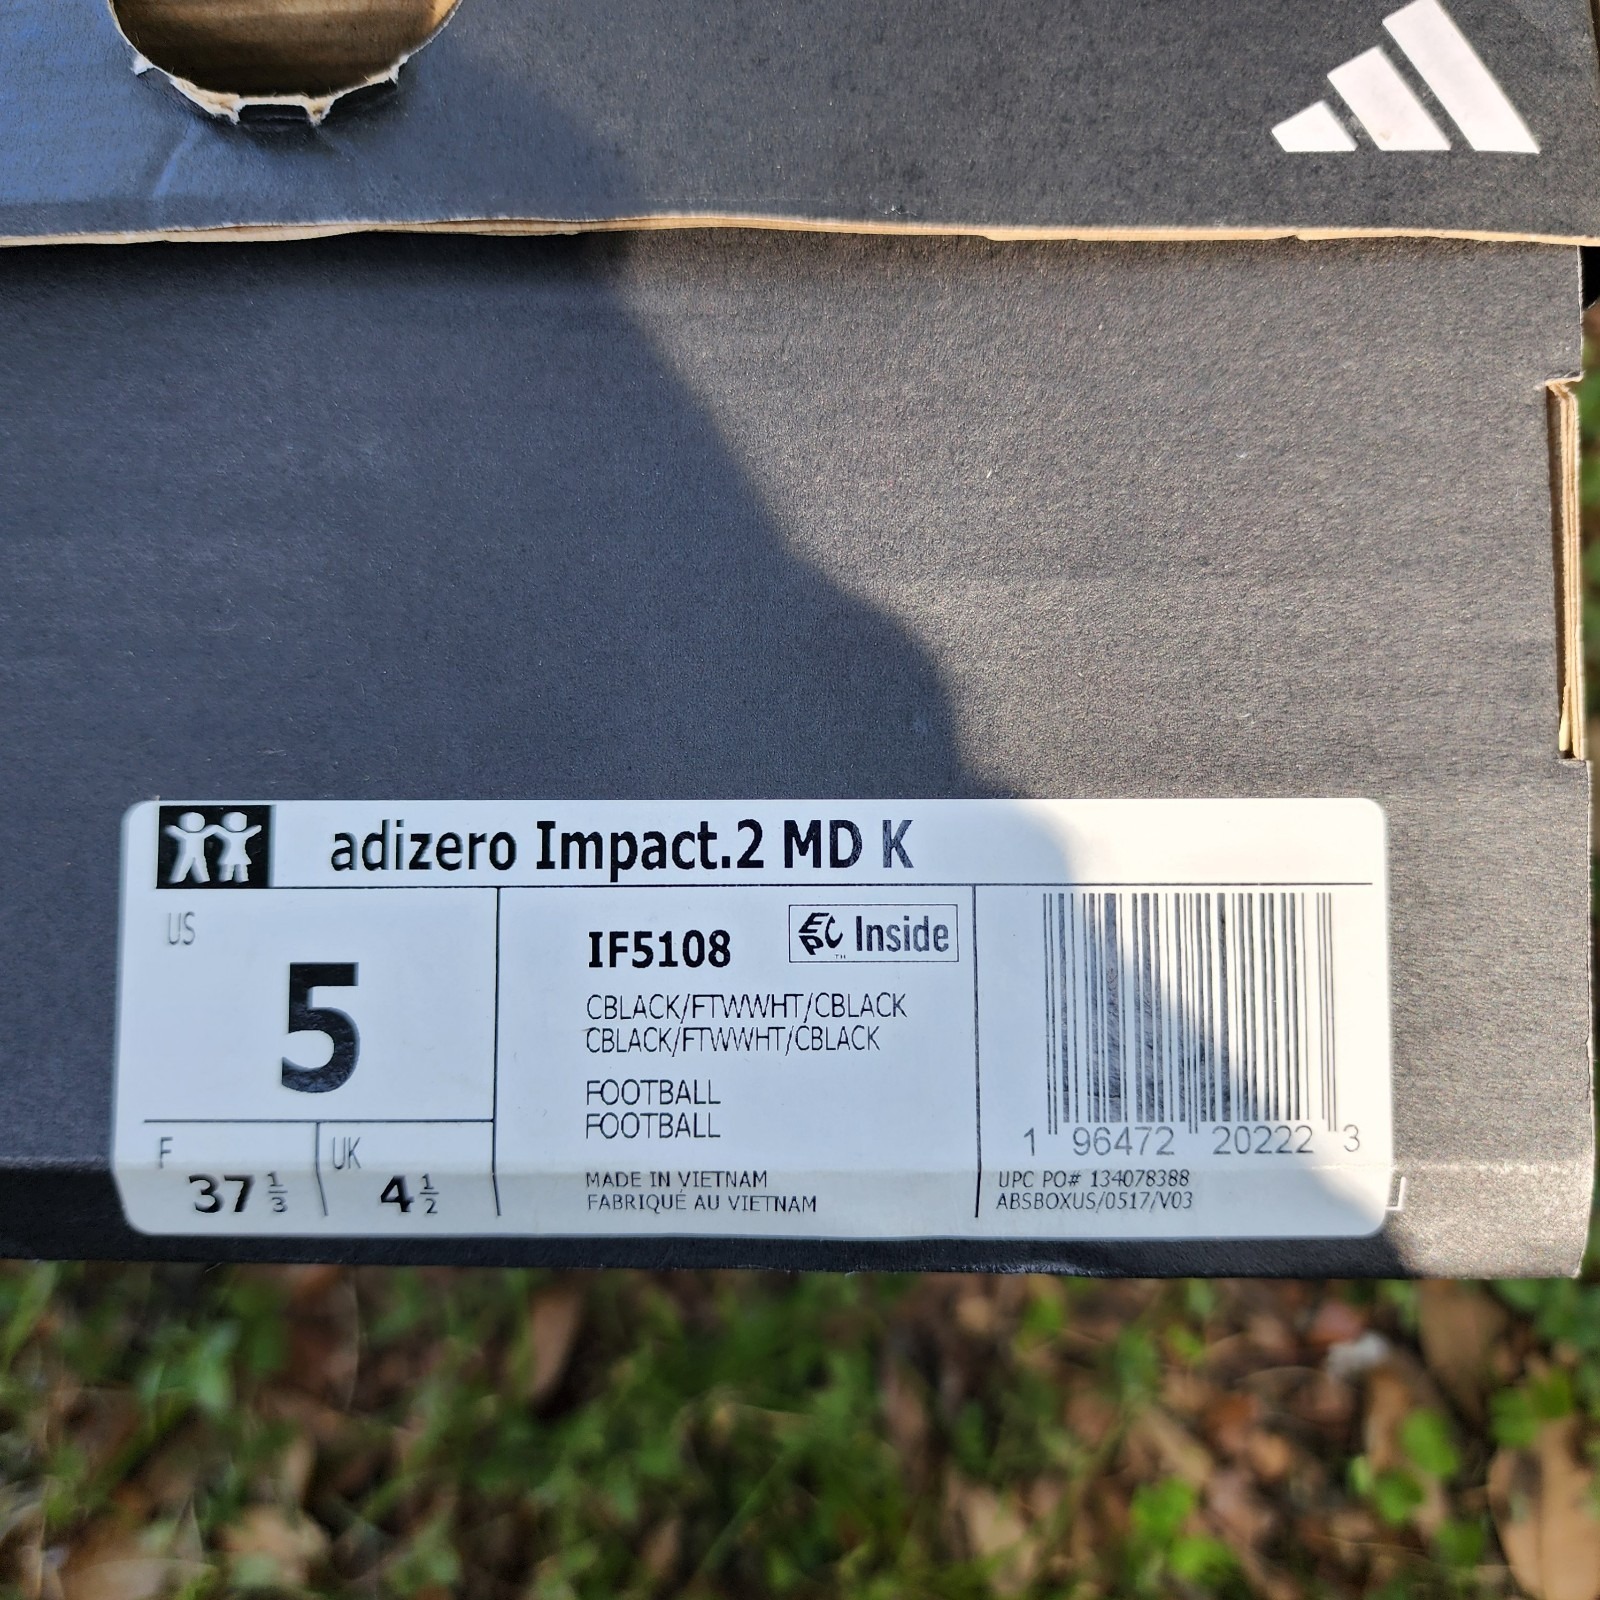 adizero Impact.2 MD K
US
5
F
37 1/3
UK
4 1/2
IF5108
EPC Inside
TM
CBLACK/FTWWHT/CBLACK
CBLACK/FTWWHT/CBLACK
FOOTBALL
FOOTBALL
MADE IN VIETNAM
FABRIQUÉ AU VIETNAM
1 96472 20222 3
UPC PO# 134078388
ABSBOXUS/0517/V03